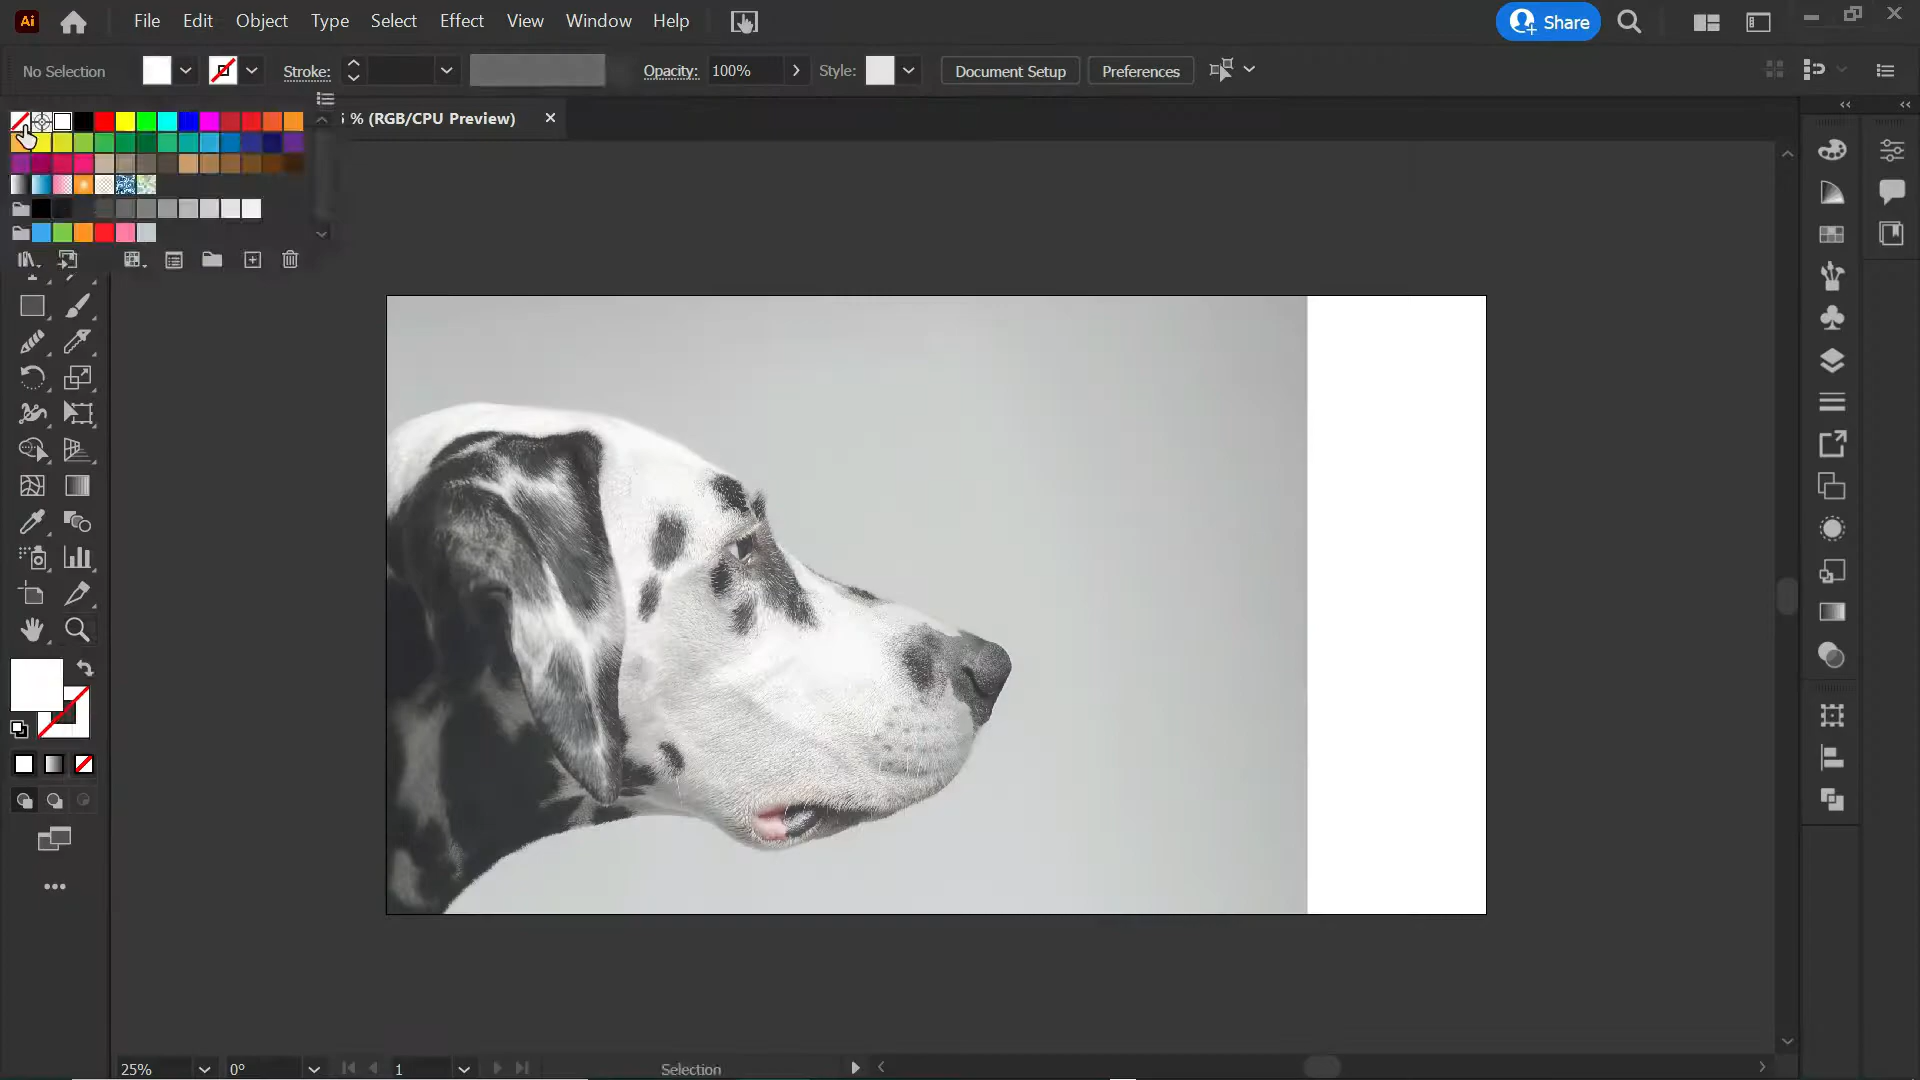 Ai File Edit Object Type Select Effect View Window Help Share
No Selection Stroke: Opacity: 100% Style: Document Setup Preferences
% (RGB/CPU Preview)
25% 0° 1 Selection